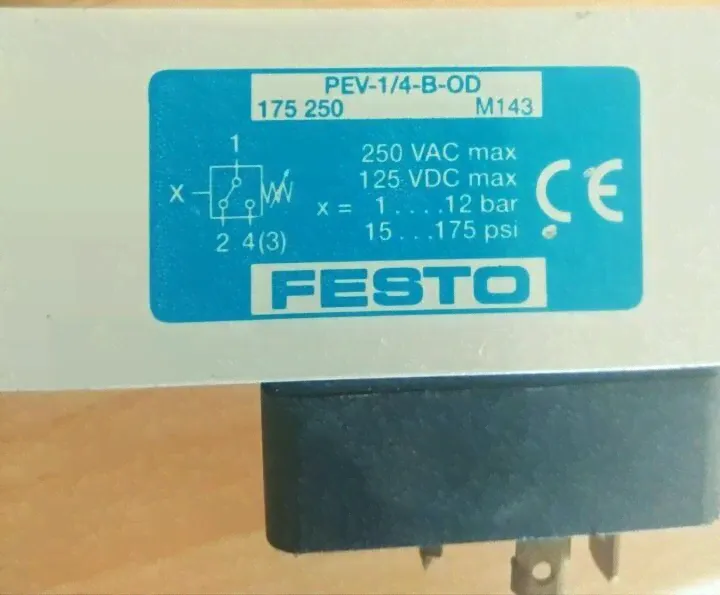 PEV-1/4-B-OD
175 250 M143
1
X
2 4(3)
250 VAC max
125 VDC max
x = 1....12 bar
15...175 psi
CE
FESTO